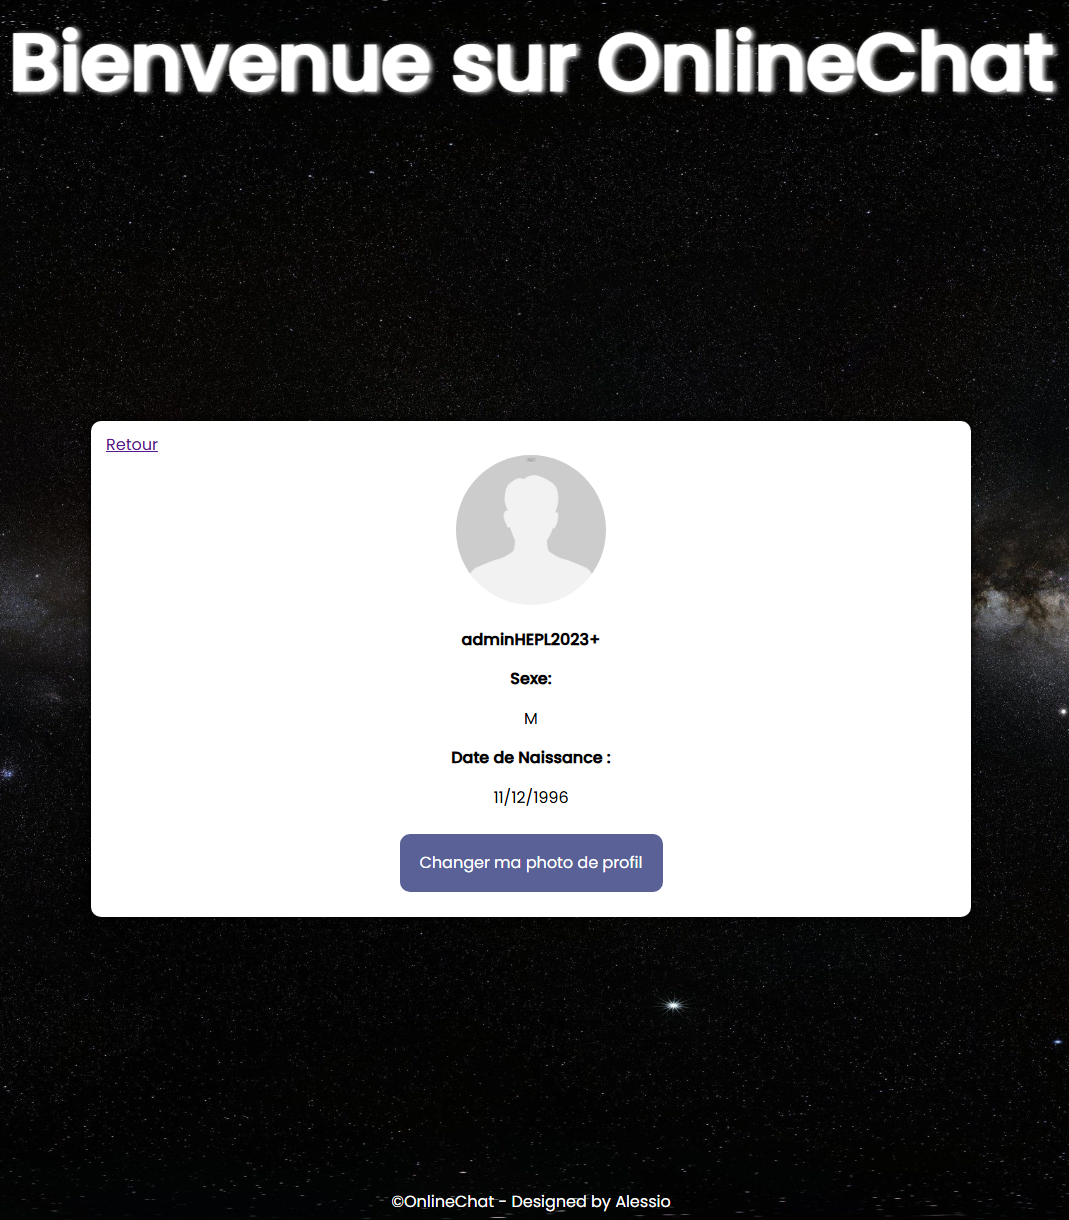 Bienvenue sur OnlineChat
Retour
adminHEPL2023+
Sexe:
M
Date de Naissance :
11/12/1996
Changer ma photo de profil
©OnlineChat - Designed by Alessio